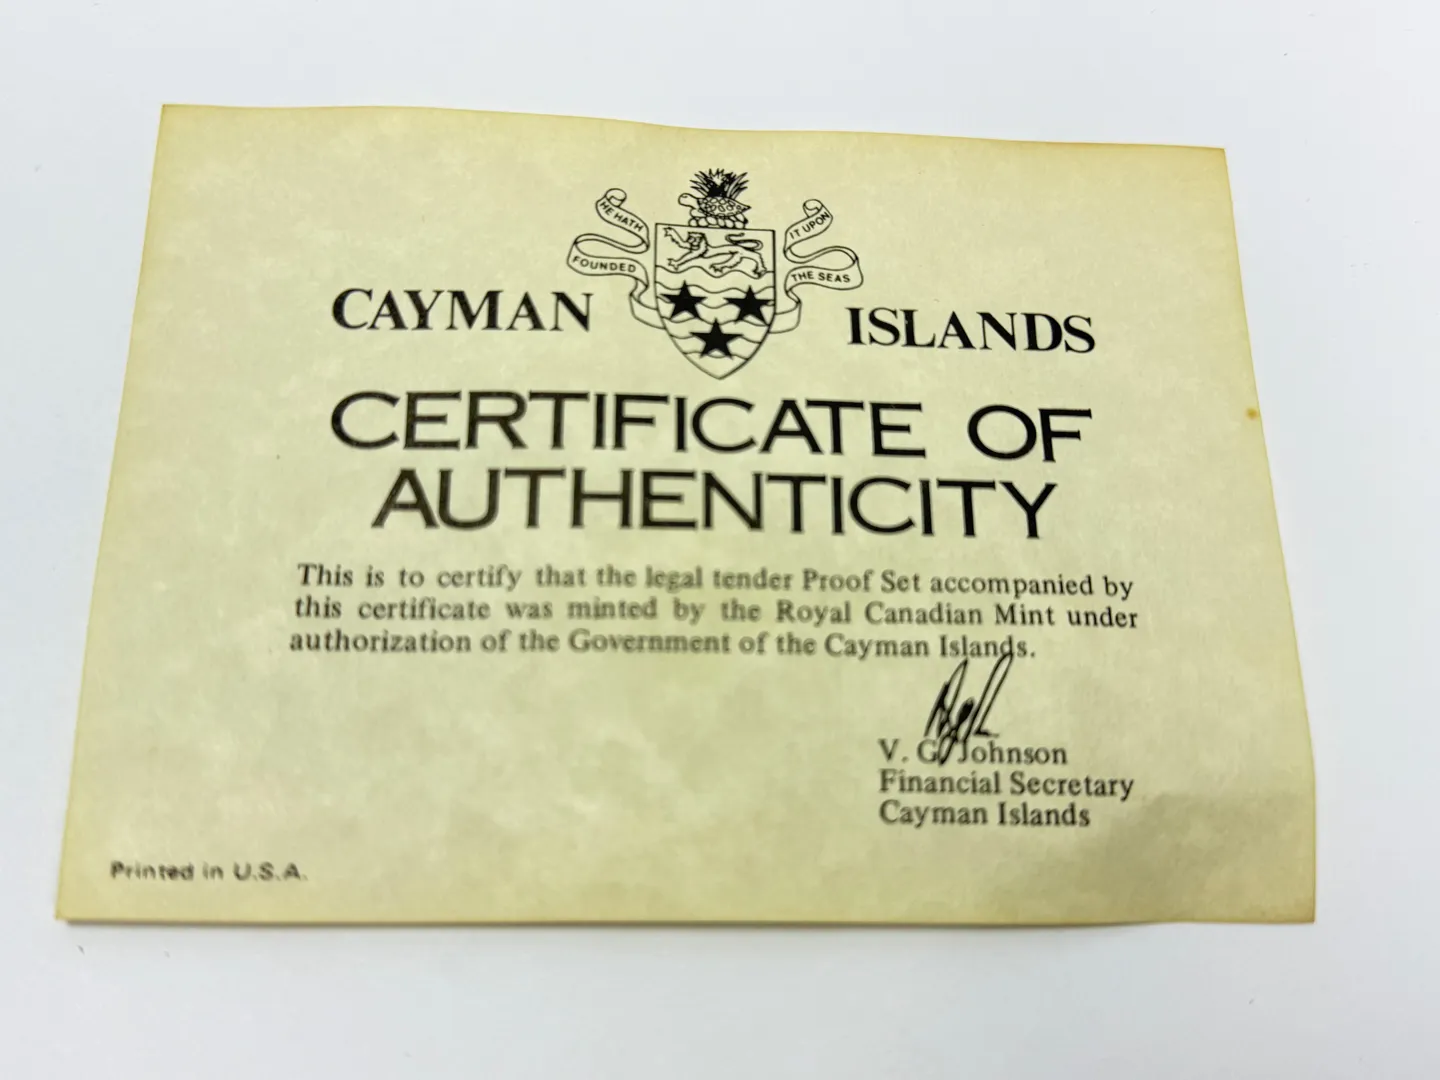 HE HATH
FOUNDED
IT UPON
THE SEAS
CAYMAN ISLANDS
CERTIFICATE OF
AUTHENTICITY
This is to certify that the legal tender Proof Set accompanied by
this certificate was minted by the Royal Canadian Mint under
authorization of the Government of the Cayman Islands.
V. G. Johnson
Financial Secretary
Cayman Islands
Printed in U.S.A.